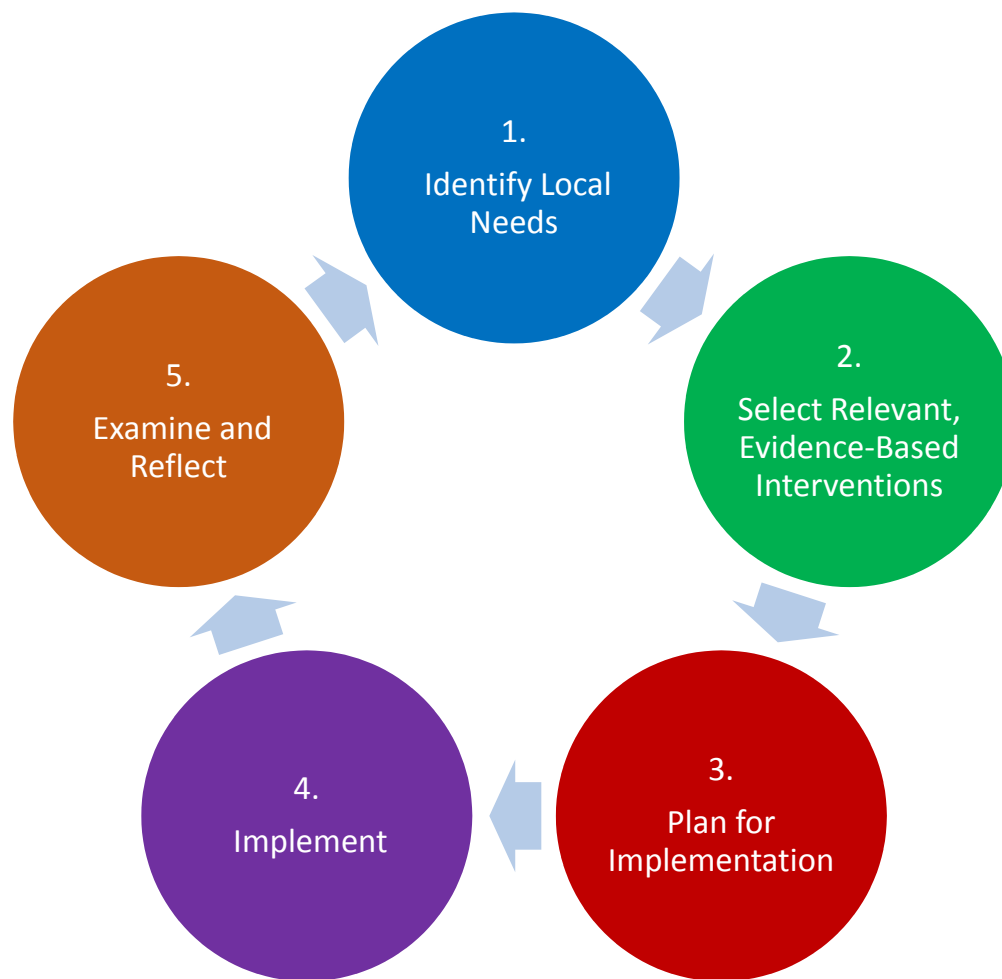 1.
Identify Local
Needs
2.
Select Relevant,
Evidence-Based
Interventions
3.
Plan for
Implementation
4.
Implement
5.
Examine and
Reflect